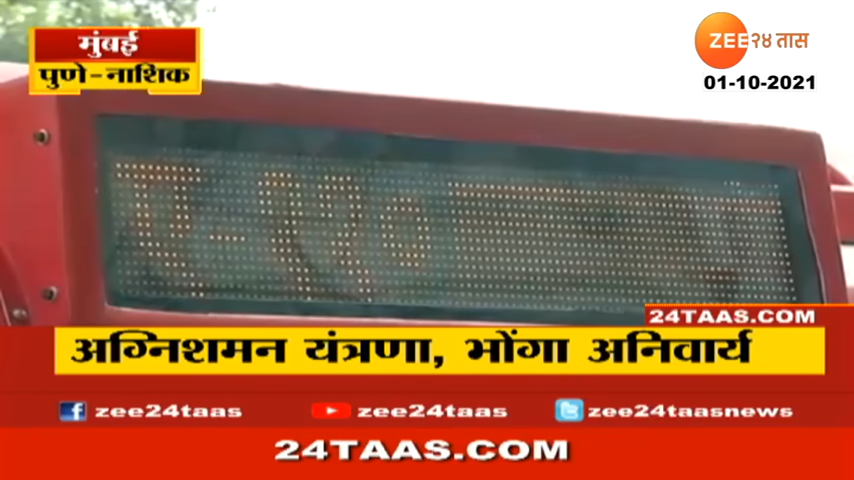 मुंबई
पुणे - नाशिक
ZEE २४ तास
01-10-2021
24TAAS.COM
अग्निशमन यंत्रणा, भोंगा अनिवार्य
zee24taas
zee24taas
zee24taasnews
24TAAS.COM